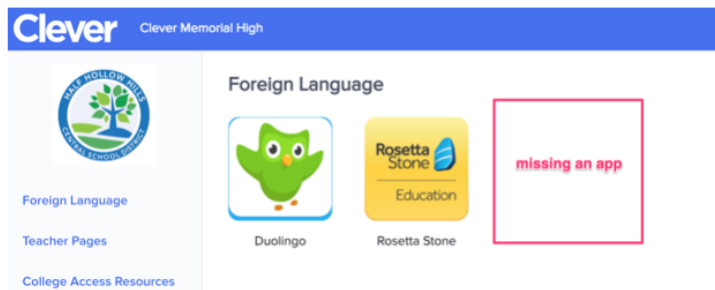 Clever Clever Memorial High
HALF HOLLOW HILLS
CENTRAL SCHOOL DISTRICT
Foreign Language
Rosetta
Stone
Education
missing an app
Duolingo Rosetta Stone
Foreign Language
Teacher Pages
College Access Resources